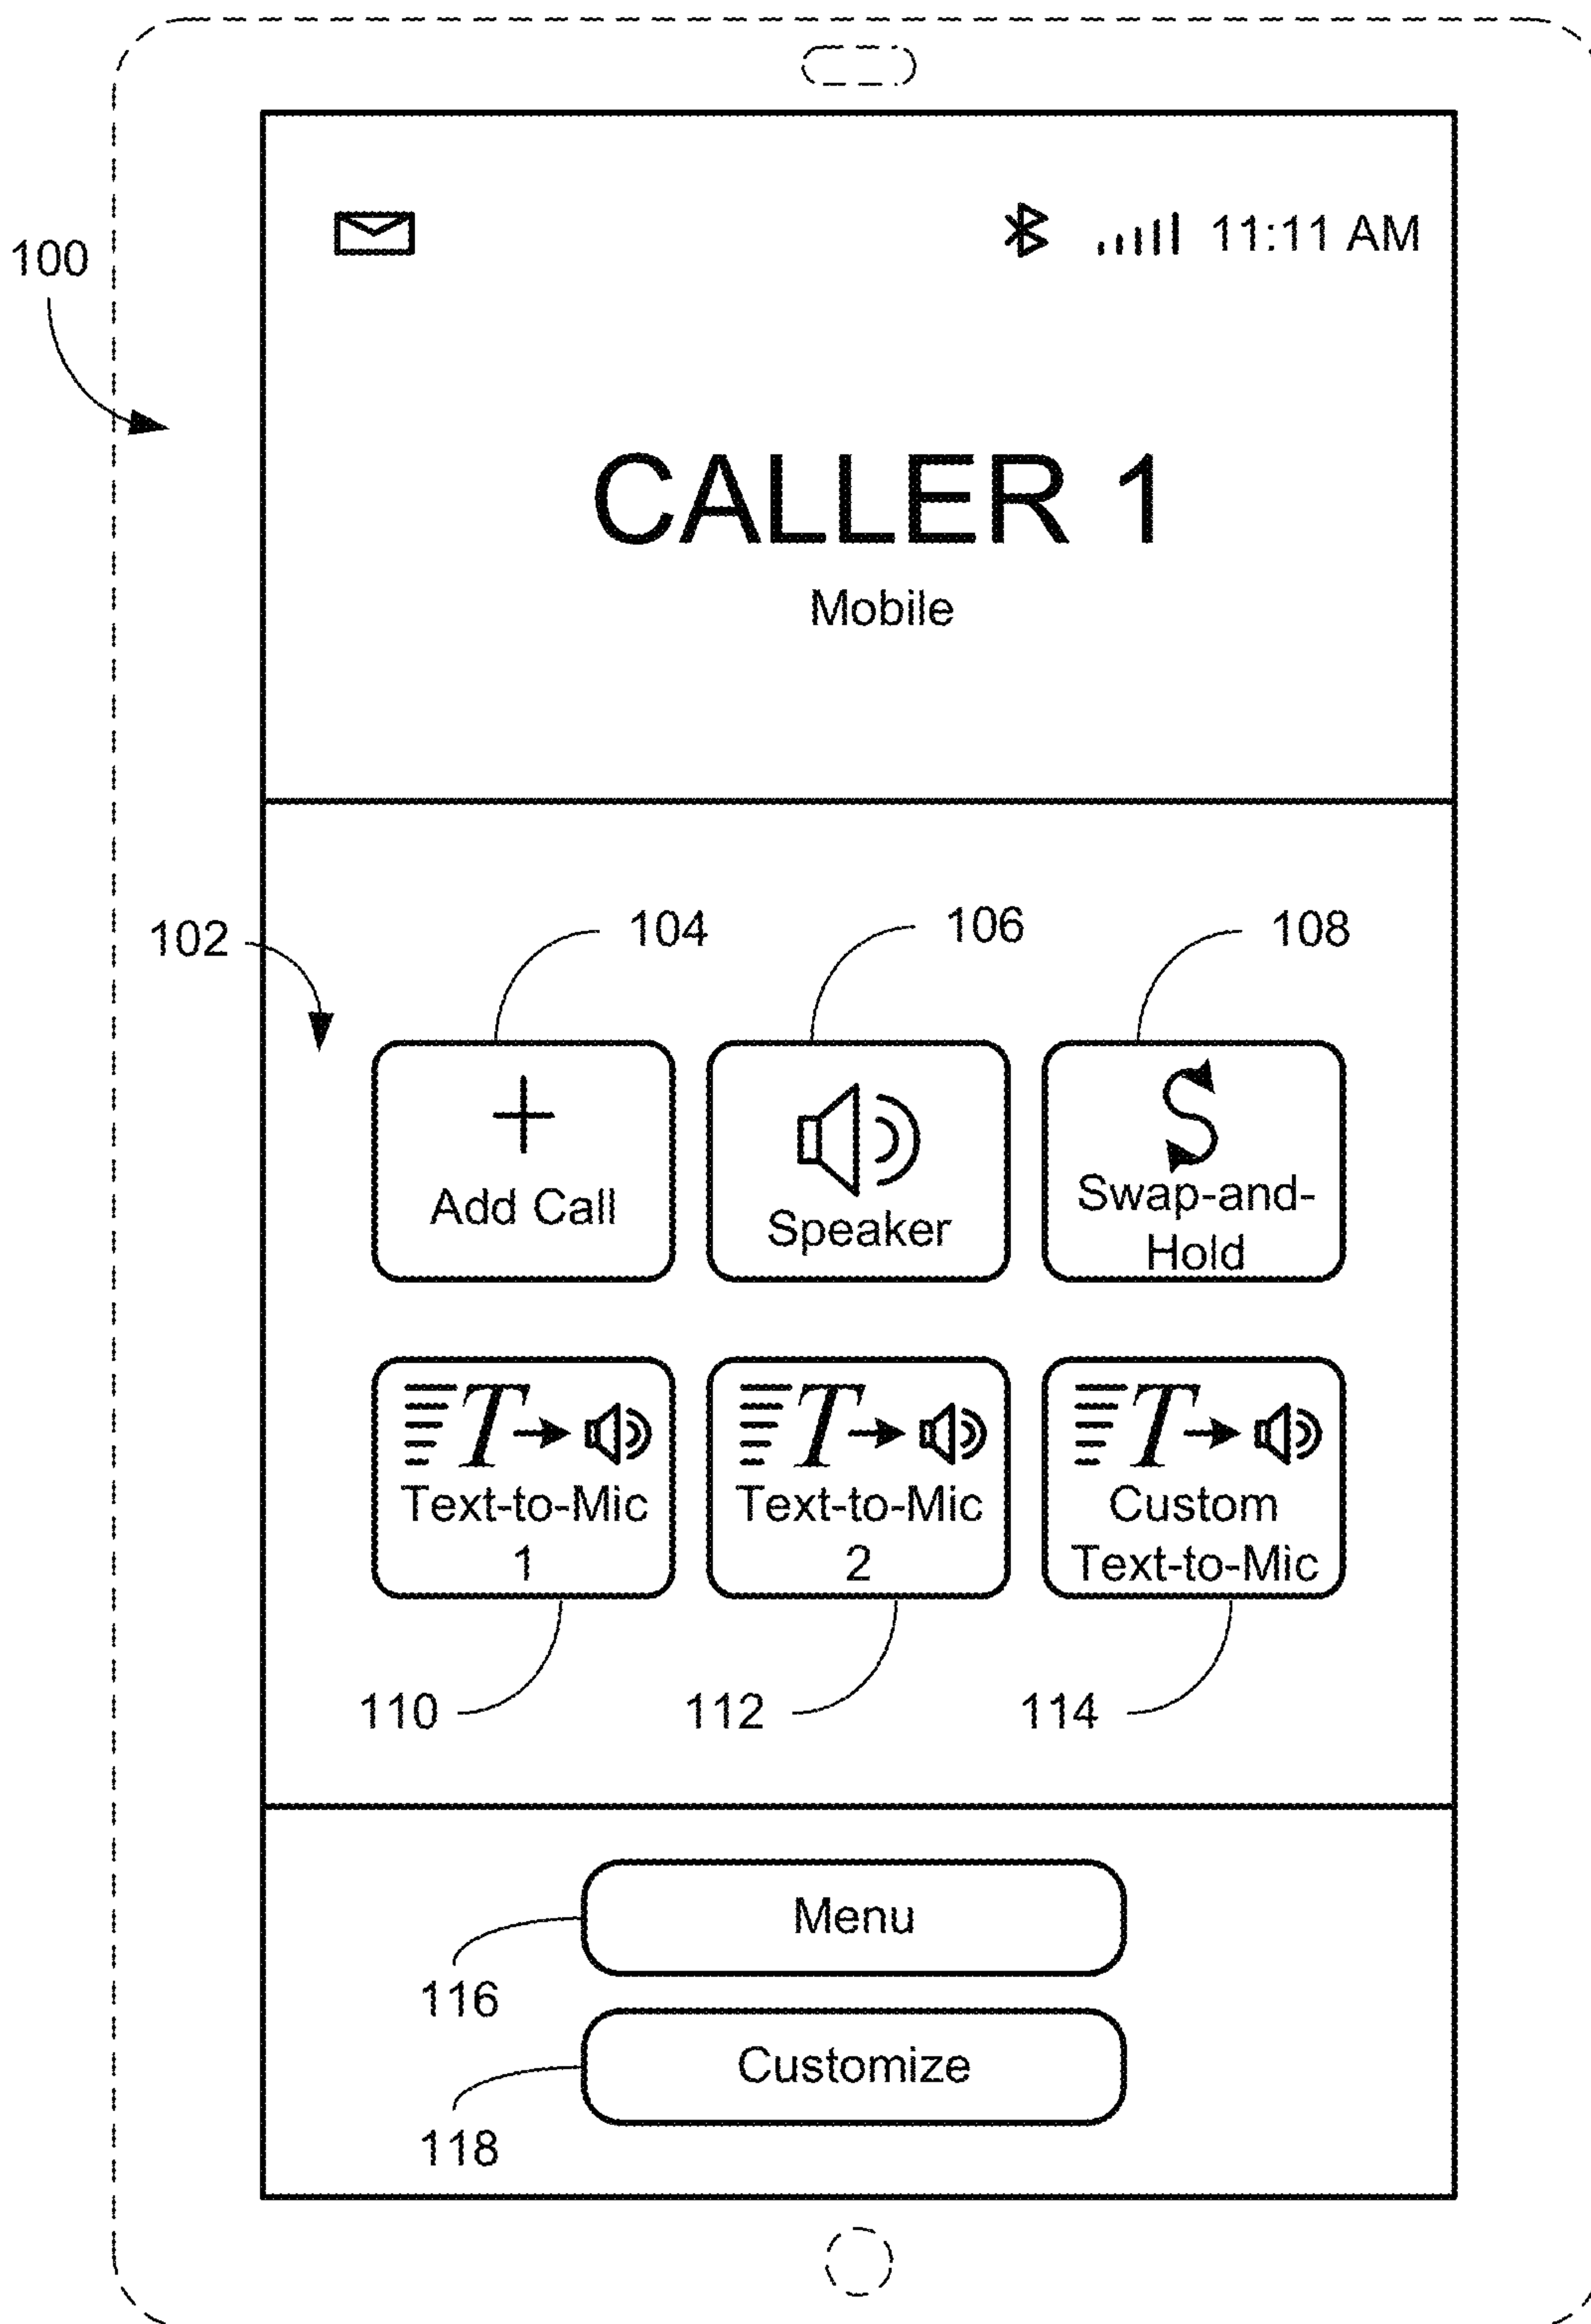 11:11 AM
100
CALLER 1
Mobile
102
104
106
108
Add Call
Speaker
Swap-and-
Hold
T
Text-to-Mic
1
T
Text-to-Mic
2
T
Custom
Text-to-Mic
110
112
114
Menu
116
Customize
118